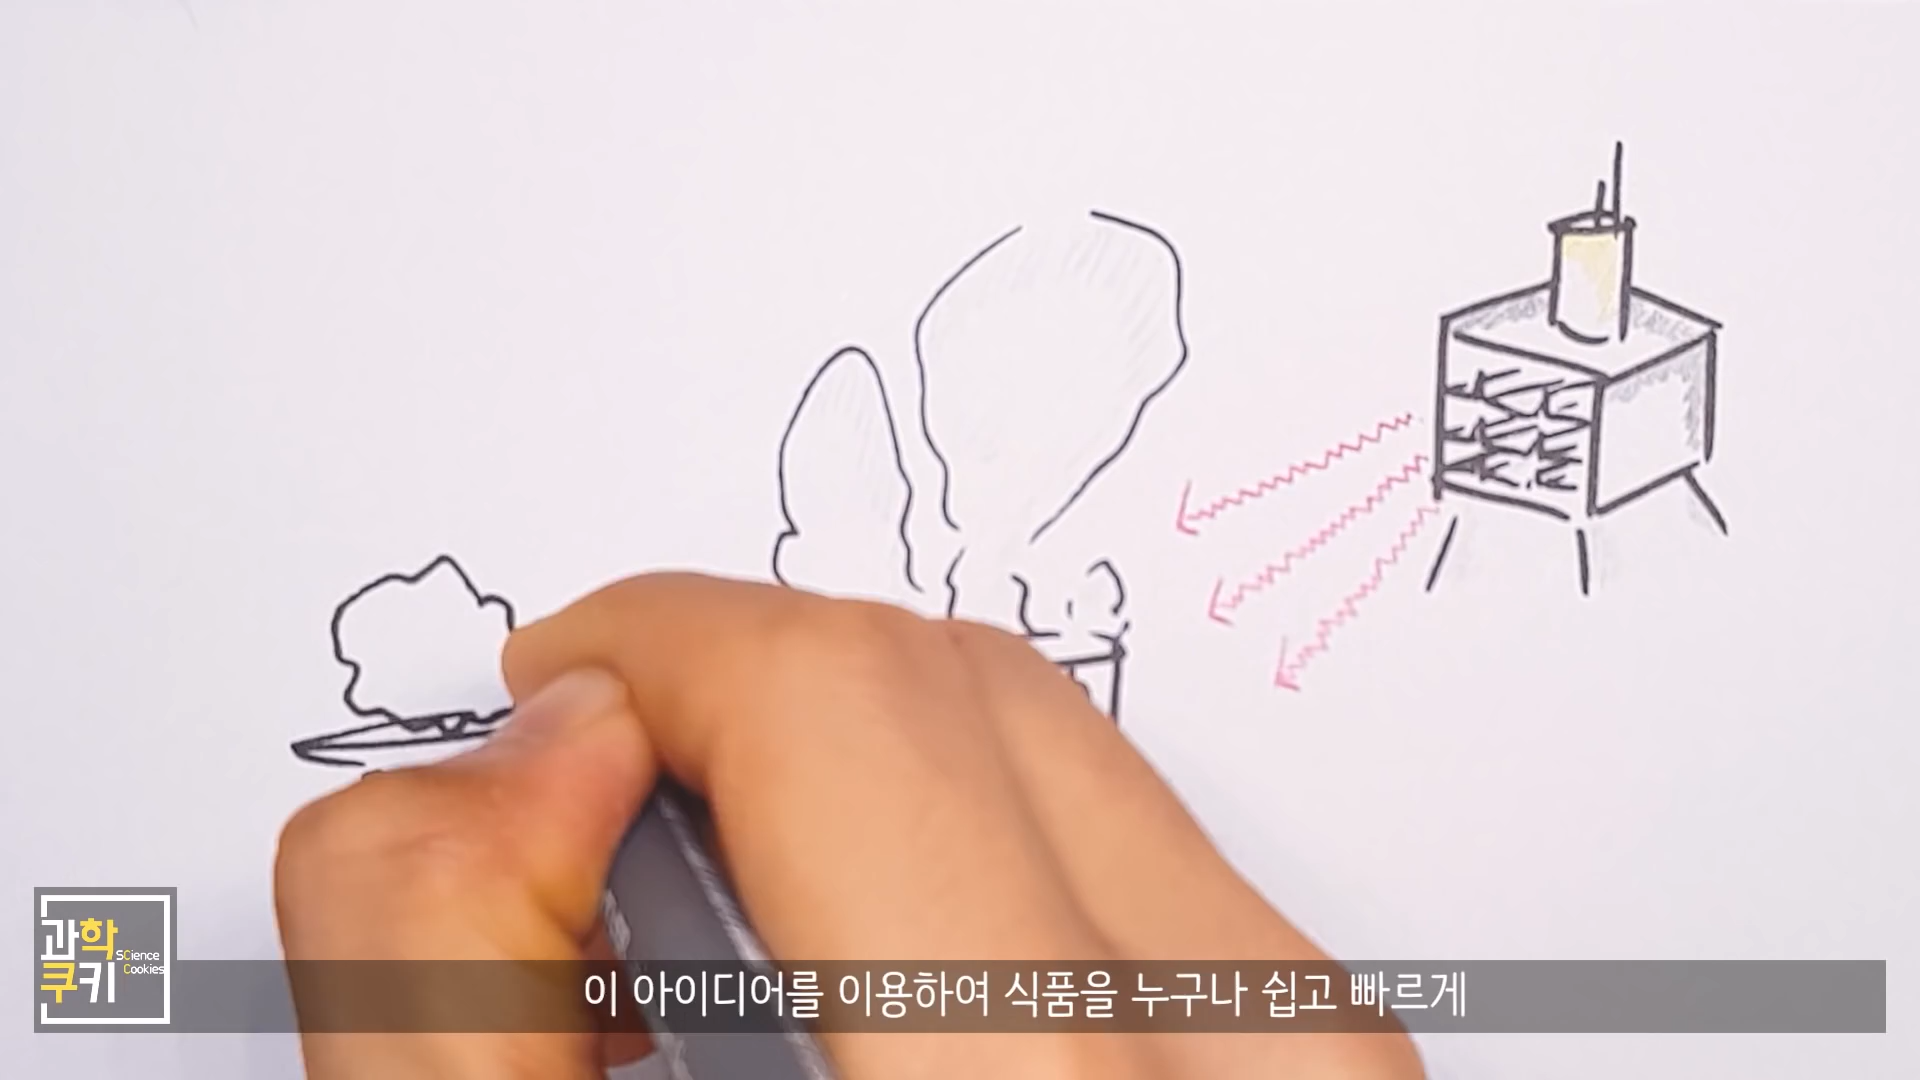 과학
쿠키
SCience
Cookies
이 아이디어를 이용하여 식품을 누구나 쉽고 빠르게